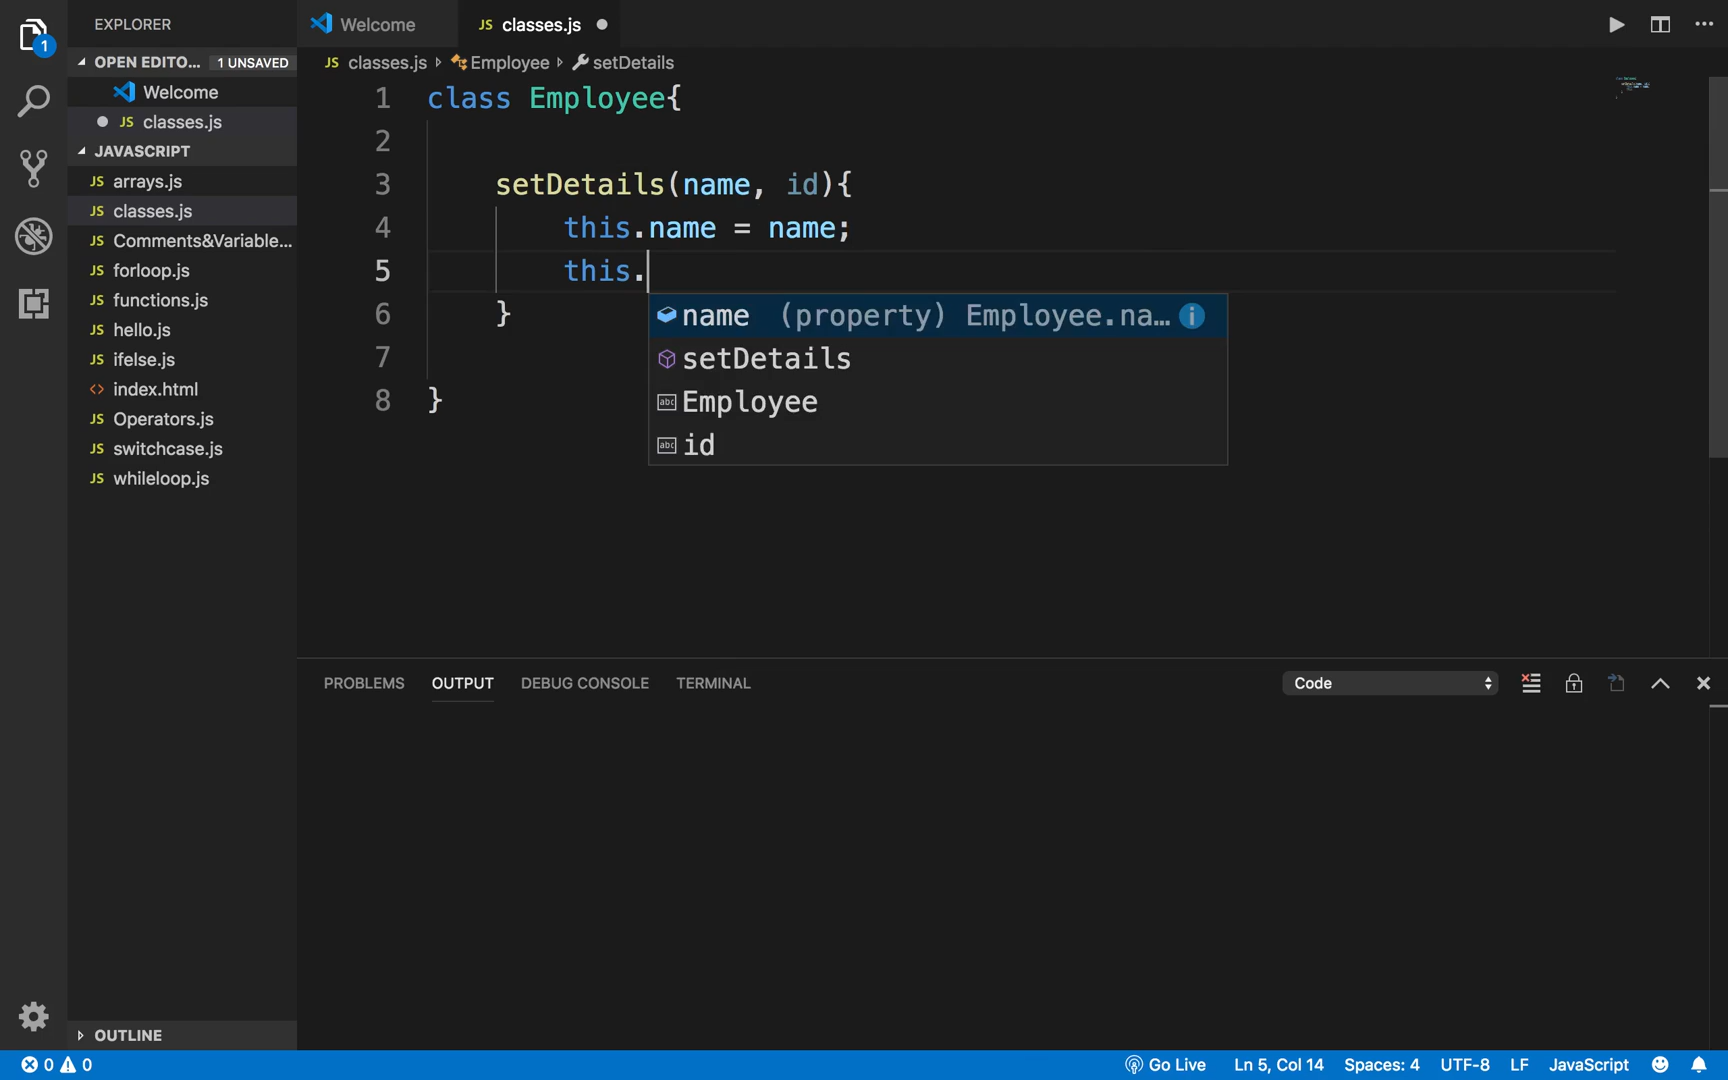 EXPLORER
Welcome
JS classes.js
1
OPEN EDITO... 1 UNSAVED
Welcome
JS classes.js
JAVASCRIPT
JS arrays.js
JS classes.js
JS Comments&Variable...
JS forloop.js
JS functions.js
JS hello.js
JS ifelse.js
<> index.html
JS Operators.js
JS switchcase.js
JS whileloop.js
OUTLINE
JS classes.js Employee setDetails
1 class Employee{
2
3 setDetails(name, id){
4 this.name = name;
5 this.
6 }
7
8 }
name (property) Employee.na... i
setDetails
abc Employee
abc id
PROBLEMS OUTPUT DEBUG CONSOLE TERMINAL Code
0 0 Go Live Ln 5, Col 14 Spaces: 4 UTF-8 LF JavaScript